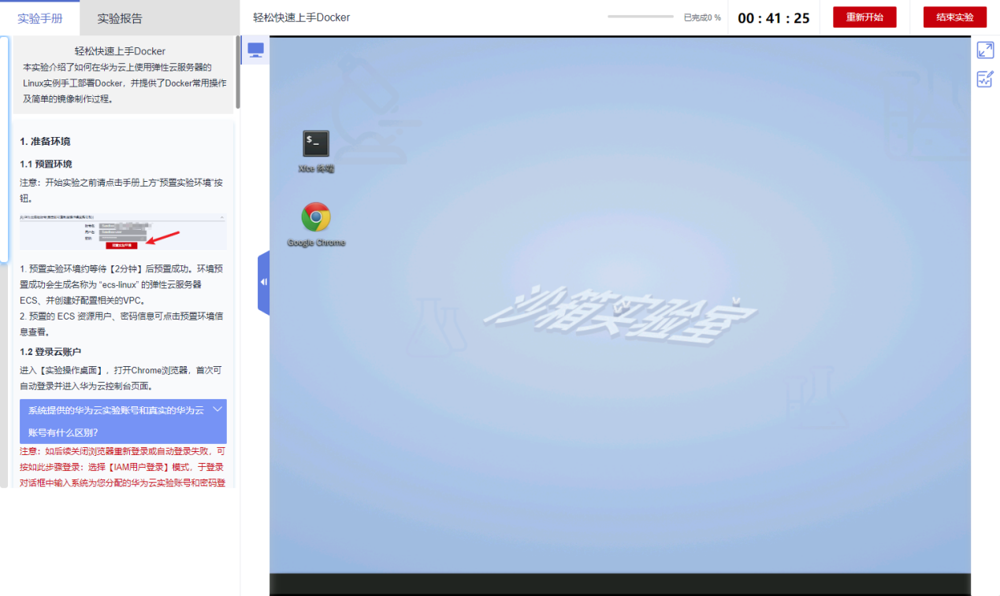 实验手册
实验报告
轻松快速上手Docker
已完成0 %
00 : 41 : 25
重新开始
结束实验
轻松快速上手Docker
本实验介绍了如何在华为云上使用弹性云服务器的
Linux实例手工部署Docker，并提供了Docker常用操作
及简单的镜像制作过程。
1. 准备环境
1.1 预置环境
注意：开始实验之前请点击手册上方“预置实验环境”按
钮。
预置实验环境
1. 预置实验环境约等待【2分钟】后预置成功。环境预
置成功会生成名称为 “ecs-linux” 的弹性云服务器
ECS、并创建好配置相关的VPC。
2. 预置的 ECS 资源用户、密码信息可点击预置环境信
息查看。
1.2 登录云账户
进入【实验操作桌面】，打开Chrome浏览器，首次可
自动登录并进入华为云控制台页面。
系统提供的华为云实验账号和真实的华为云
账号有什么区别？
注意：如后续关闭浏览器重新登录或自动登录失败，可
按如此步骤登录：选择【IAM用户登录】模式，于登录
对话框中输入系统为您分配的华为云实验账号和密码登
$_
Xfce 终端
Google Chrome
沙箱实验室